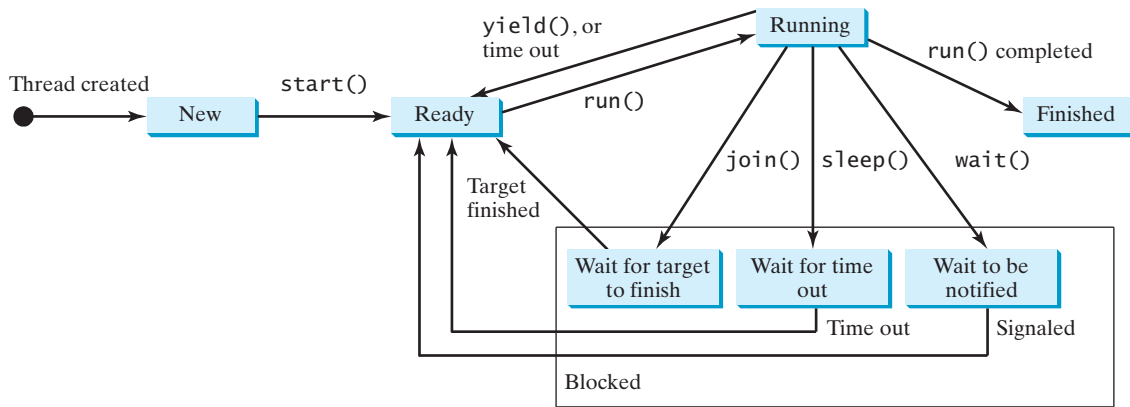 yield(), or
time out
Running
run() completed
Thread created
start()
run()
New
Ready
Finished
join()
sleep()
wait()
Target
finished
Wait for target
to finish
Wait for time
out
Wait to be
notified
Time out
Signaled
Blocked